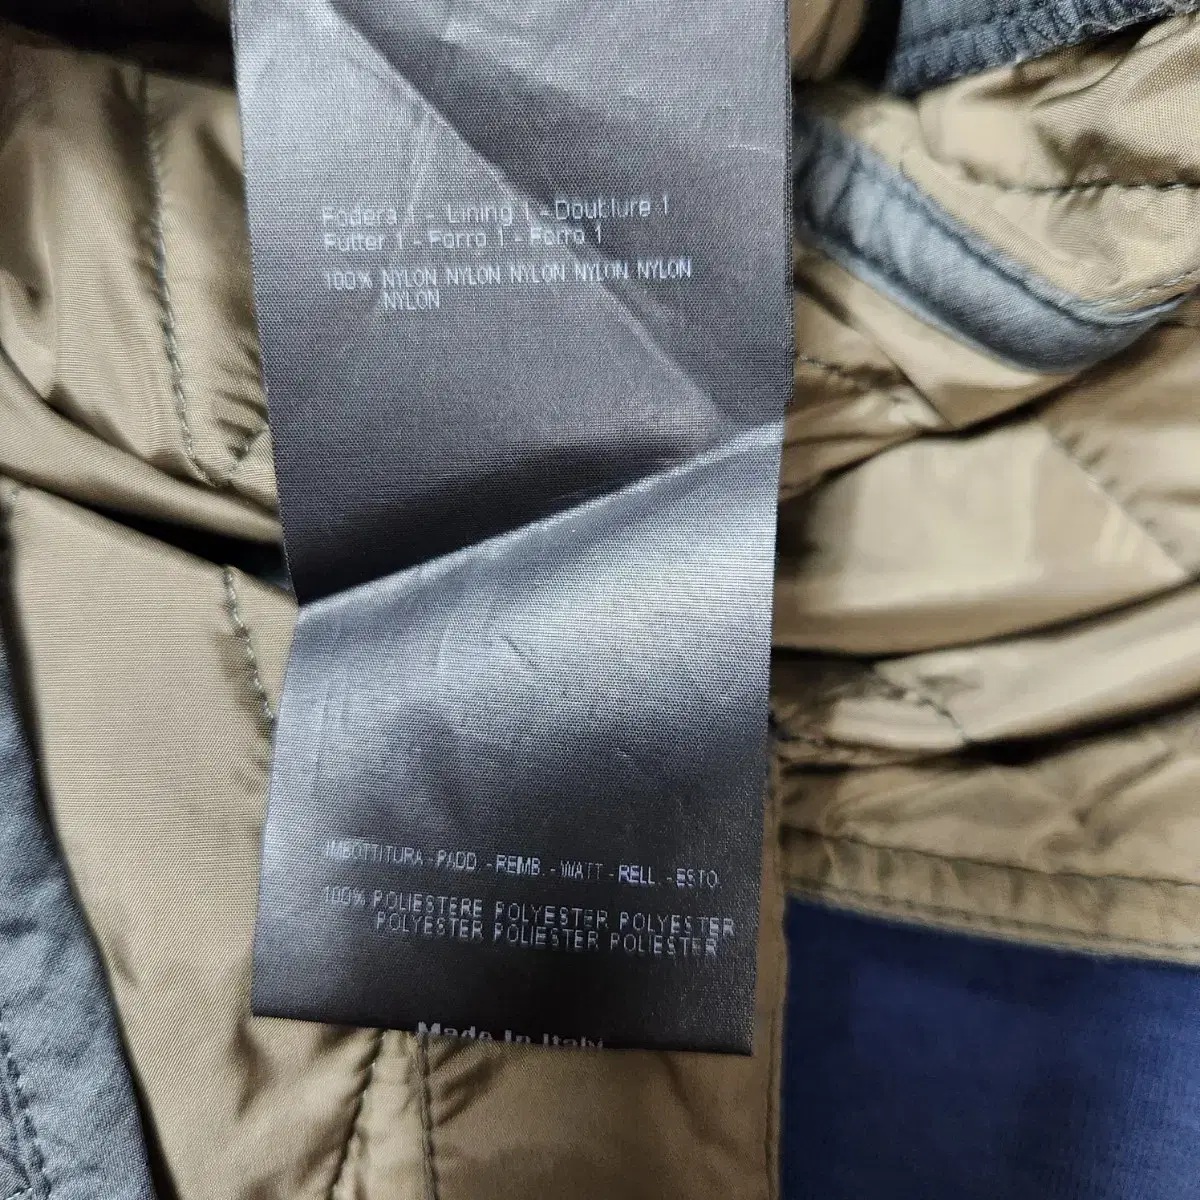 Fodera 1 - Lining 1 - Doublure 1
Futter 1 - Forro 1 - Forro 1
100% NYLON NYLON NYLON NYLON NYLON
NYLON
IMBOTTITURA - PADD. - REMB. - WATT - RELL. - ESTO.
100% POLIESTERE POLYESTER POLYESTER
POLYESTER POLIESTER POLIESTER
Made In Italy